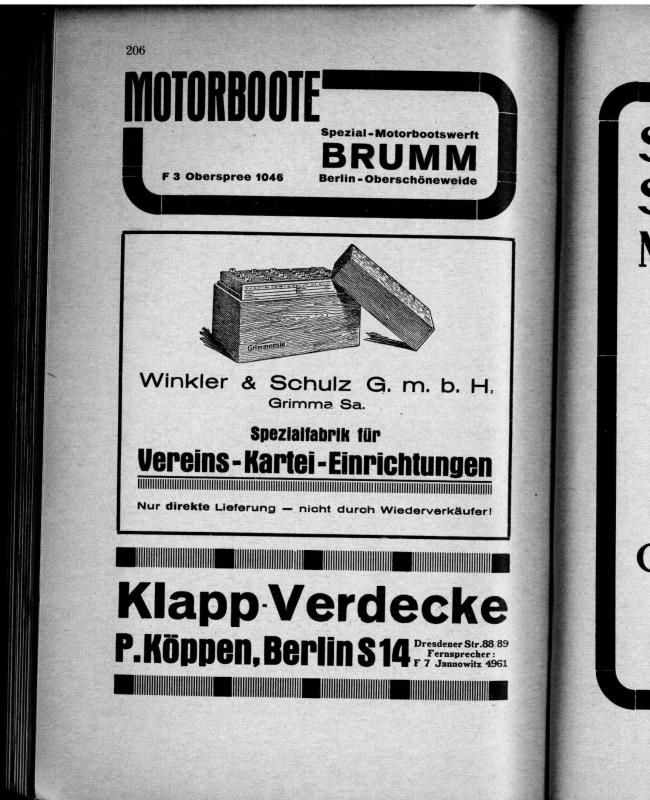 206
MOTORBOOTE
Spezial-Motorbootswerft
BRUMM
F 3 Oberspree 1046
Berlin-Oberschöneweide
Grimmensia
Winkler & Schulz G. m. b. H.
Grimma Sa.
Spezialfabrik für
Vereins-Kartei-Einrichtungen
Nur direkte Lieferung — nicht durch Wiederverkäufer!
Klapp-Verdecke
P. Köppen, Berlin S 14
Dresdener Str. 88/89
Fernsprecher:
F 7 Jannowitz 4961